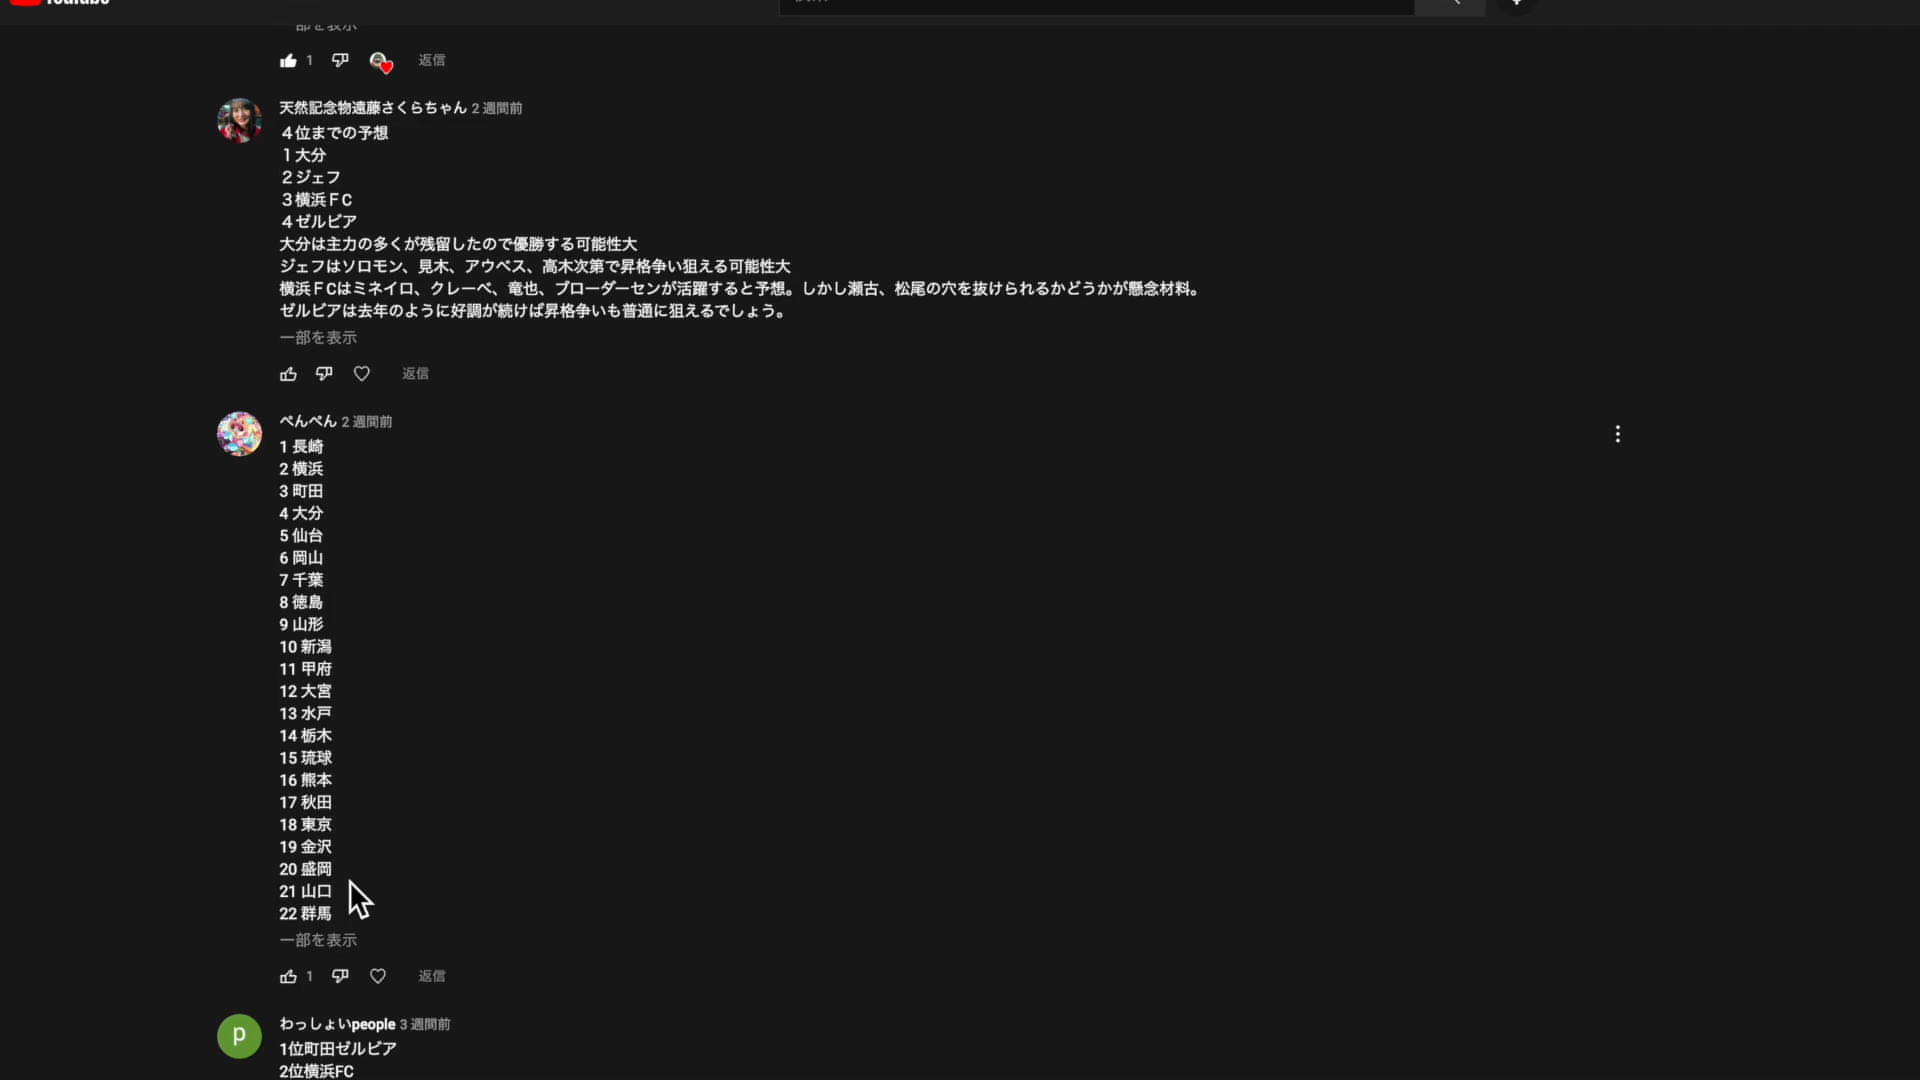 一部を表示
1 返信
天然記念物遠藤さくらちゃん 2 週間前
４位までの予想
１大分
２ジェフ
３横浜ＦＣ
４ゼルビア
大分は主力の多くが残留したので優勝する可能性大
ジェフはソロモン、見木、アウベス、高木次第で昇格争い狙える可能性大
横浜ＦCはミネイロ、クレーベ、竜也、ブローダーセンが活躍すると予想。しかし瀬古、松尾の穴を抜けられるかどうかが懸念材料。
ゼルビアは去年のように好調が続けば昇格争いも普通に狙えるでしょう。
一部を表示
返信
ぺんぺん 2 週間前
1 長崎
2 横浜
3 町田
4 大分
5 仙台
6 岡山
7 千葉
8 徳島
9 山形
10 新潟
11 甲府
12 大宮
13 水戸
14 栃木
15 琉球
16 熊本
17 秋田
18 東京
19 金沢
20 盛岡
21 山口
22 群馬
一部を表示
1 返信
p
わっしょいpeople 3 週間前
1位町田ゼルビア
2位横浜FC